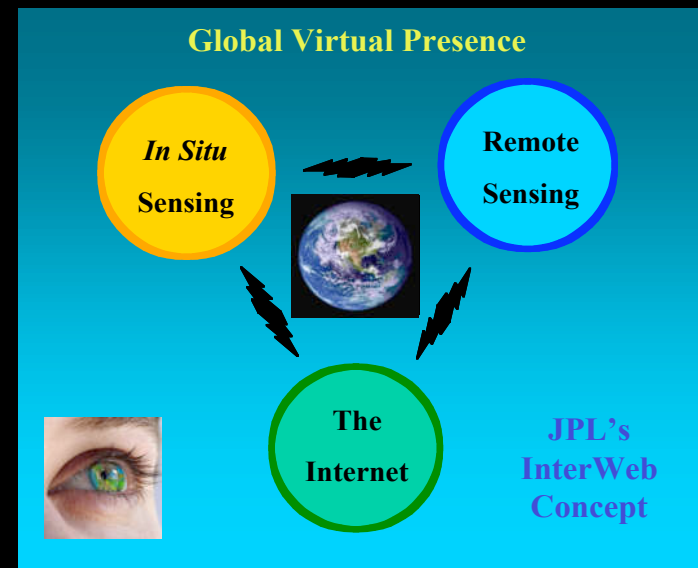 Global Virtual Presence
In Situ
Sensing
Remote
Sensing
The
Internet
JPL’s
InterWeb
Concept